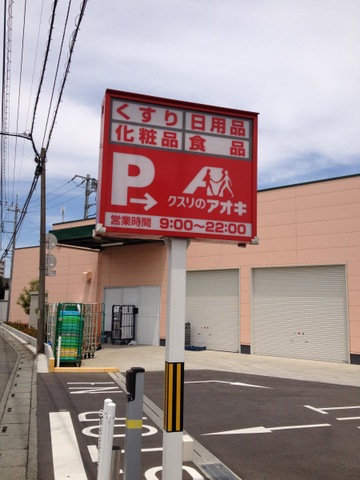 くすり 日用品
化粧品 食品
P→
クスリのアオキ
営業時間 9:00〜22:00